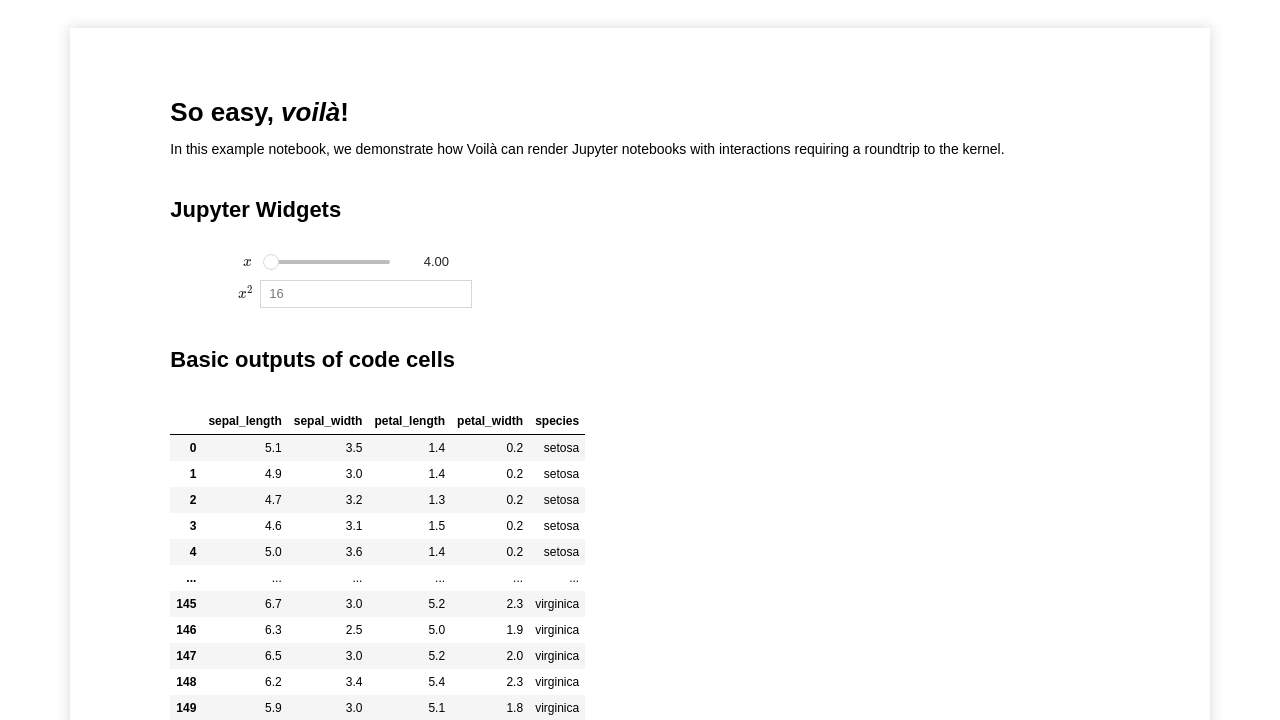 So easy, voilà!
In this example notebook, we demonstrate how Voilà can render Jupyter notebooks with interactions requiring a roundtrip to the kernel.
Jupyter Widgets
x 4.00
x² 16
Basic outputs of code cells
sepal_length sepal_width petal_length petal_width species
0 5.1 3.5 1.4 0.2 setosa
1 4.9 3.0 1.4 0.2 setosa
2 4.7 3.2 1.3 0.2 setosa
3 4.6 3.1 1.5 0.2 setosa
4 5.0 3.6 1.4 0.2 setosa
... ... ... ... ... ...
145 6.7 3.0 5.2 2.3 virginica
146 6.3 2.5 5.0 1.9 virginica
147 6.5 3.0 5.2 2.0 virginica
148 6.2 3.4 5.4 2.3 virginica
149 5.9 3.0 5.1 1.8 virginica